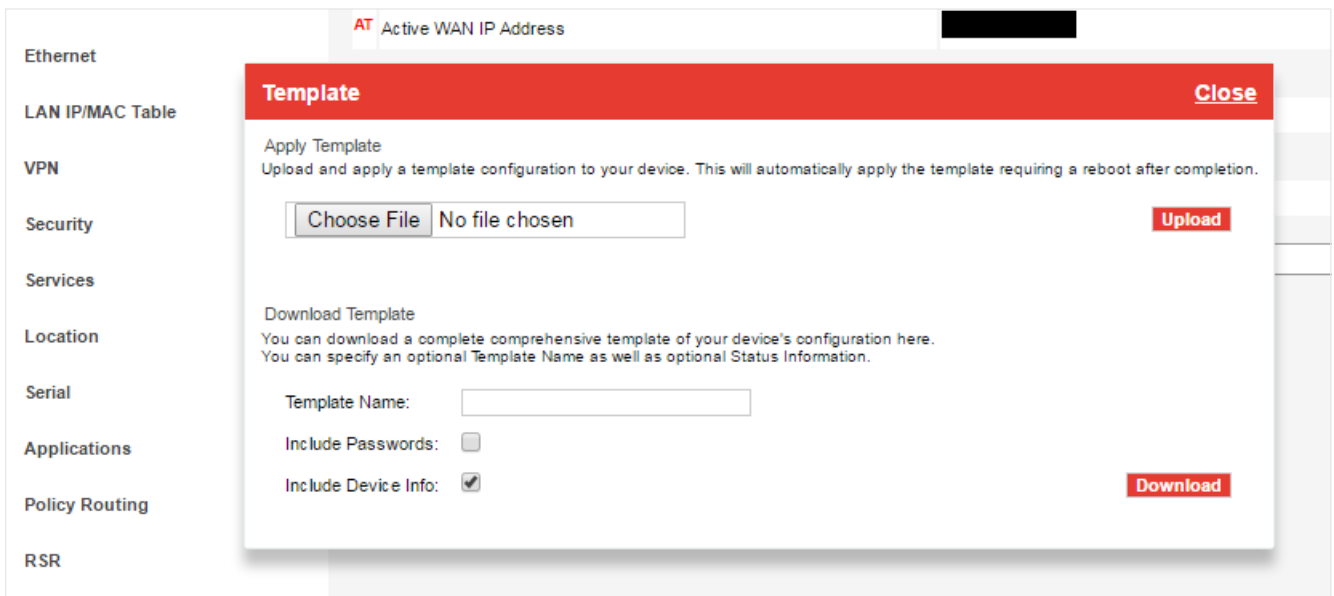 AT Active WAN IP Address
Ethernet
LAN IP/MAC Table
VPN
Security
Services
Location
Serial
Applications
Policy Routing
RSR
Template Close
Apply Template
Upload and apply a template configuration to your device. This will automatically apply the template requiring a reboot after completion.
Choose File No file chosen Upload
Download Template
You can download a complete comprehensive template of your device's configuration here.
You can specify an optional Template Name as well as optional Status Information.
Template Name:
Include Passwords:
Include Device Info: Download